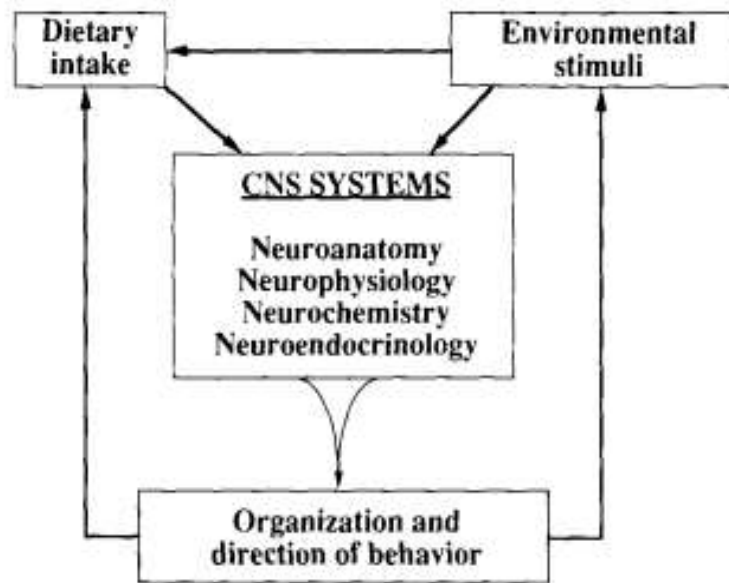 Dietary
intake
Environmental
stimuli
CNS SYSTEMS
Neuroanatomy
Neurophysiology
Neurochemistry
Neuroendocrinology
Organization and
direction of behavior